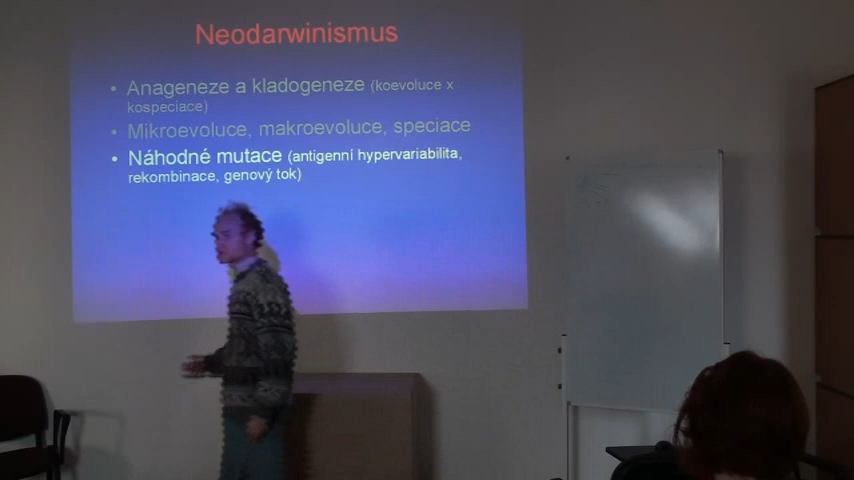 Neodarwinismus
• Anageneze a kladogeneze (koevoluce x
kospeciace)
• Mikroevoluce, makroevoluce, speciace
• Náhodné mutace (antigenní hypervariabilita,
rekombinace, genový tok)